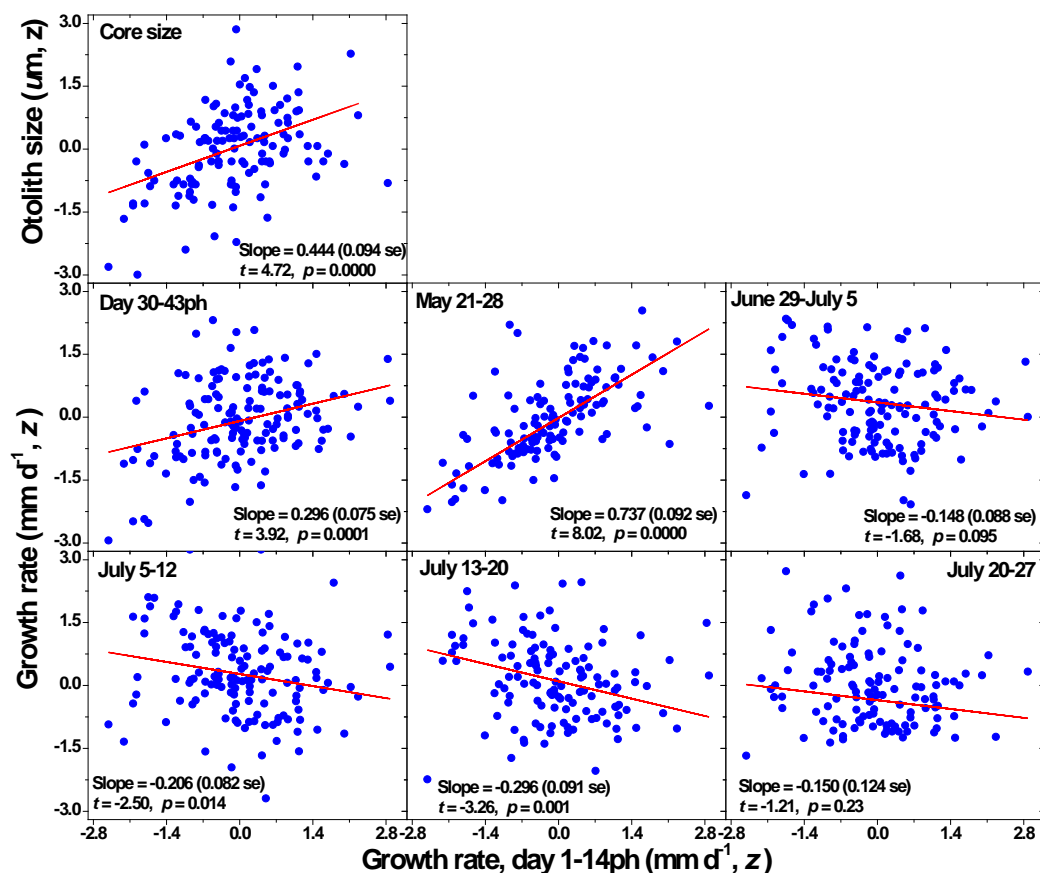 Core size
Otolith size (um, z)
3.0
1.5
0.0
-1.5
-3.0
Slope = 0.444 (0.094 se)
t = 4.72, p = 0.0000
Growth rate (mm d-1, z)
Day 30-43ph
3.0
1.5
0.0
-1.5
-3.0
Slope = 0.296 (0.075 se)
t = 3.92, p = 0.0001
May 21-28
Slope = 0.737 (0.092 se)
t = 8.02, p = 0.0000
June 29-July 5
Slope = -0.148 (0.088 se)
t = -1.68, p = 0.095
July 5-12
3.0
1.5
0.0
-1.5
-3.0
Slope = -0.206 (0.082 se)
t = -2.50, p = 0.014
July 13-20
Slope = -0.296 (0.091 se)
t = -3.26, p = 0.001
July 20-27
Slope = -0.150 (0.124 se)
t = -1.21, p = 0.23
-2.8 -1.4 0.0 1.4 2.8 -2.8 -1.4 0.0 1.4 2.8 -2.8 -1.4 0.0 1.4 2.8
Growth rate, day 1-14ph (mm d-1, z)